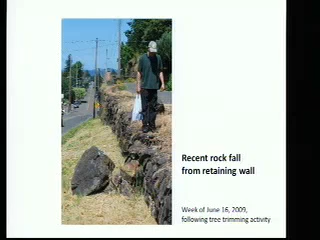 Recent rock fall
from retaining wall
Week of June 16, 2009,
following tree trimming activity